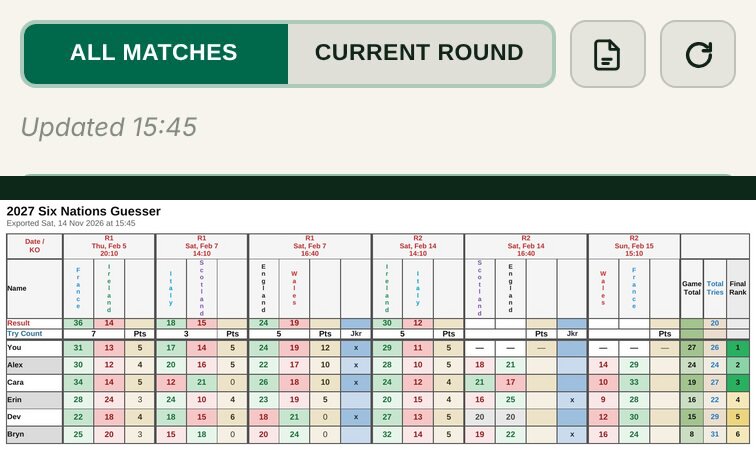 ALL MATCHES CURRENT ROUND
Updated 15:45
2027 Six Nations Guesser
Exported Sat, 14 Nov 2026 at 15:45
Date / KO R1 Thu, Feb 5 20:10 R1 Sat, Feb 7 14:10 R1 Sat, Feb 7 16:40 R2 Sat, Feb 14 14:10 R2 Sat, Feb 14 16:40 R2 Sun, Feb 15 15:10
Name France Ireland Italy Scotland England Wales Ireland Italy Scotland England Wales France Game Total Total Tries Final Rank
Result 36 14 18 15 24 19 30 12 20
Try Count 7 Pts 3 Pts 5 Pts Jkr 5 Pts Pts Jkr Pts
You 31 13 5 17 14 5 24 10 12 x 29 11 5 — — — x — — — 27 26 1
Alex 30 12 4 20 16 5 22 17 10 x 28 10 5 18 21 14 29 24 24 2
Cara 34 14 5 12 21 0 26 18 10 x 24 12 4 21 17 19 27 3
Erin 28 24 3 24 10 4 23 19 5 20 15 4 16 25 x 9 28 16 22 4
Dev 22 18 4 18 15 6 18 21 0 x 27 13 5 20 20 12 30 15 29 5
Bryn 25 20 3 15 18 0 20 24 0 32 14 5 19 22 x 16 24 8 31 6